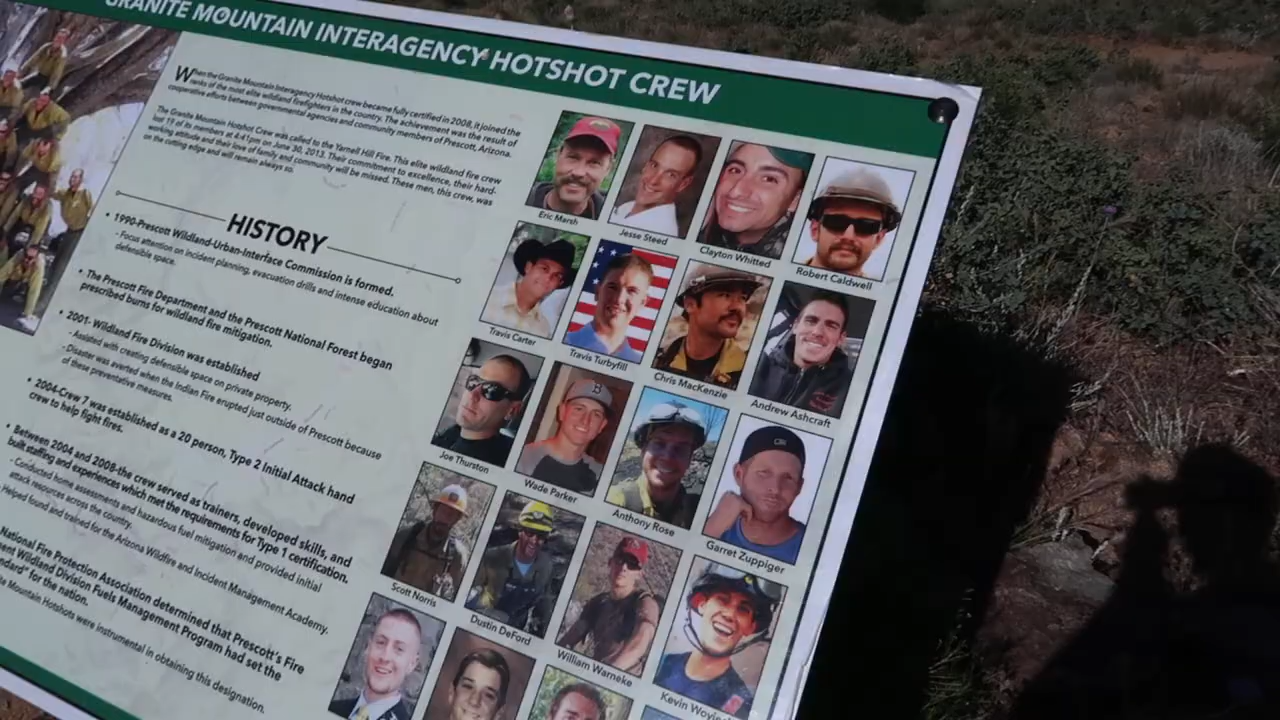 GRANITE MOUNTAIN INTERAGENCY HOTSHOT CREW
When the Granite Mountain Interagency Hotshot crew became fully certified in 2008, it joined the
ranks of the most elite wildland firefighters in the country. The achievement was the result of
cooperative efforts between governmental agencies and community members of Prescott, Arizona.
The Granite Mountain Hotshot Crew was called to the Yarnell Hill Fire. This elite wildland fire crew
lost 19 of its members at 4:41 pm on June 30, 2013. Their commitment to excellence, their hard-
working attitude and their love of family and community will be missed. These men, this crew, was
on the cutting edge and will remain always so.
HISTORY
• 1990-Prescott Wildland-Urban-Interface Commission is formed.
- Focus attention on incident planning, evacuation drills and intense education about
defensible space.
• The Prescott Fire Department and the Prescott National Forest began
prescribed burns for wildland fire mitigation.
• 2001- Wildland Fire Division was established
- Assisted with creating defensible space on private property.
- Disaster was averted when the Indian Fire erupted just outside of Prescott because
of these preventative measures.
• 2004-Crew 7 was established as a 20 person, Type 2 Initial Attack hand
crew to help fight fires.
• Between 2004 and 2008-the crew served as trainers, developed skills, and
built staffing and experiences which met the requirements for Type 1 certification.
- Conducted home assessments and hazardous fuel mitigation and provided initial
attack resources across the country.
- Helped found and trained for the Arizona Wildfire and Incident Management Academy.
National Fire Protection Association determined that Prescott's Fire
Wildland Division Fuels Management Program had set the
for the nation.
Mountain Hotshots were instrumental in obtaining this designation.
Eric Marsh
Jesse Steed
Clayton Whitted
Robert Caldwell
Travis Carter
Travis Turbyfill
Chris MacKenzie
Andrew Ashcraft
Joe Thurston
Wade Parker
Anthony Rose
Garret Zuppiger
Scott Norris
Dustin DeFord
William Warneke
Kevin